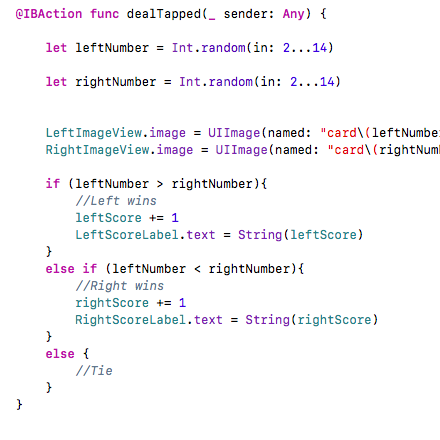 @IBAction func dealTapped(_ sender: Any) {
let leftNumber = Int.random(in: 2...14)
let rightNumber = Int.random(in: 2...14)
LeftImageView.image = UIImage(named: "card\(leftNumbe
RightImageView.image = UIImage(named: "card\(rightNum
if (leftNumber > rightNumber){
//Left wins
leftScore += 1
LeftScoreLabel.text = String(leftScore)
}
else if (leftNumber < rightNumber){
//Right wins
rightScore += 1
RightScoreLabel.text = String(rightScore)
}
else {
//Tie
}
}